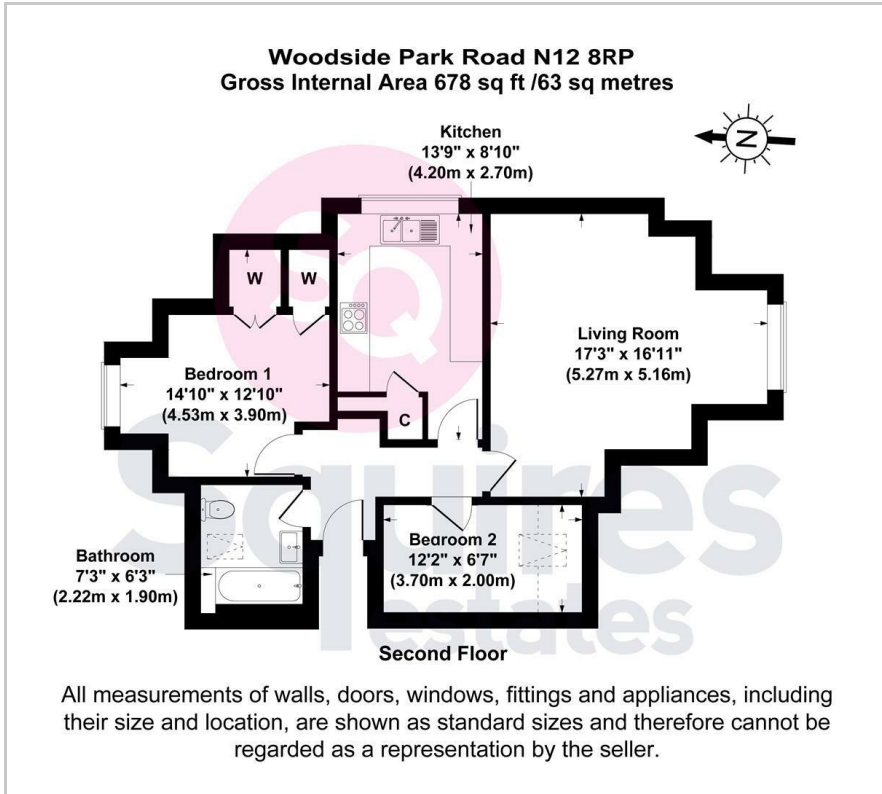 Woodside Park Road N12 8RP
Gross Internal Area 678 sq ft /63 sq metres
N
Kitchen
13'9" x 8'10"
(4.20m x 2.70m)
W
W
SQ
Living Room
17'3" x 16'11"
(5.27m x 5.16m)
Bedroom 1
14'10" x 12'10"
(4.53m x 3.90m)
C
Squires
estates
Bedroom 2
12'2" x 6'7"
(3.70m x 2.00m)
Bathroom
7'3" x 6'3"
(2.22m x 1.90m)
Second Floor
All measurements of walls, doors, windows, fittings and appliances, including
their size and location, are shown as standard sizes and therefore cannot be
regarded as a representation by the seller.